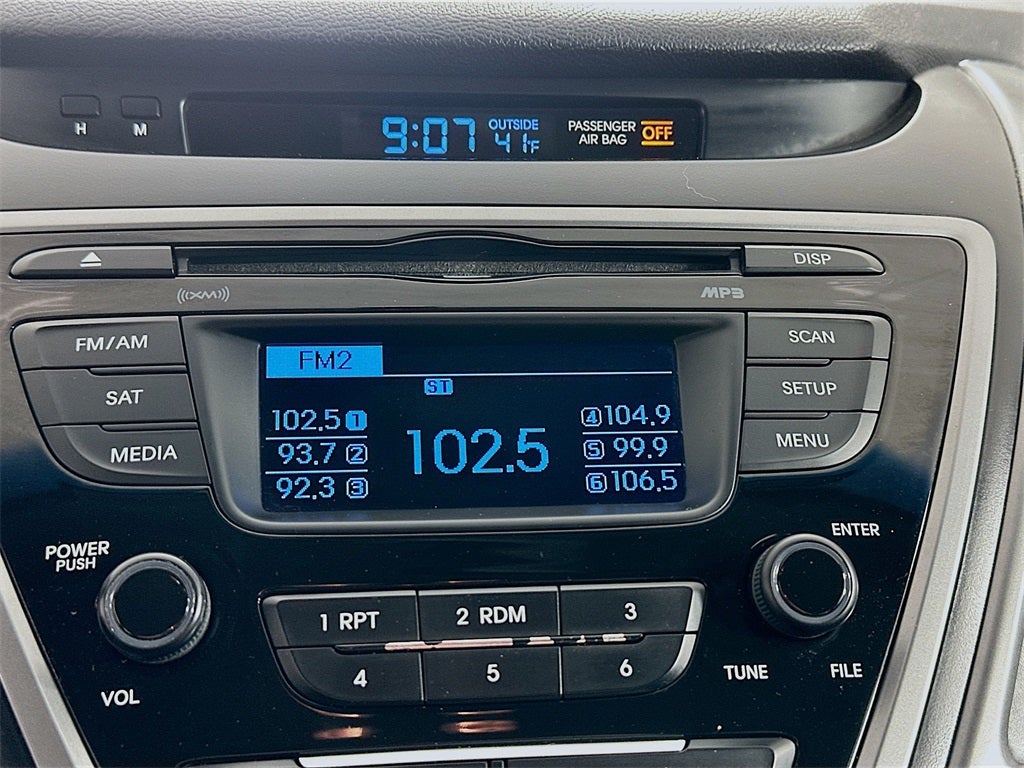 H M
9:07 OUTSIDE 41°F
PASSENGER AIR BAG OFF
DISP
((XM)) MP3
FM/AM
SAT
MEDIA
FM2
ST
102.5 1
93.7 2
92.3 3
102.5
4 104.9
5 99.9
6 106.5
SCAN
SETUP
MENU
POWER
PUSH
VOL
1 RPT 2 RDM 3
4 5 6
ENTER
TUNE FILE